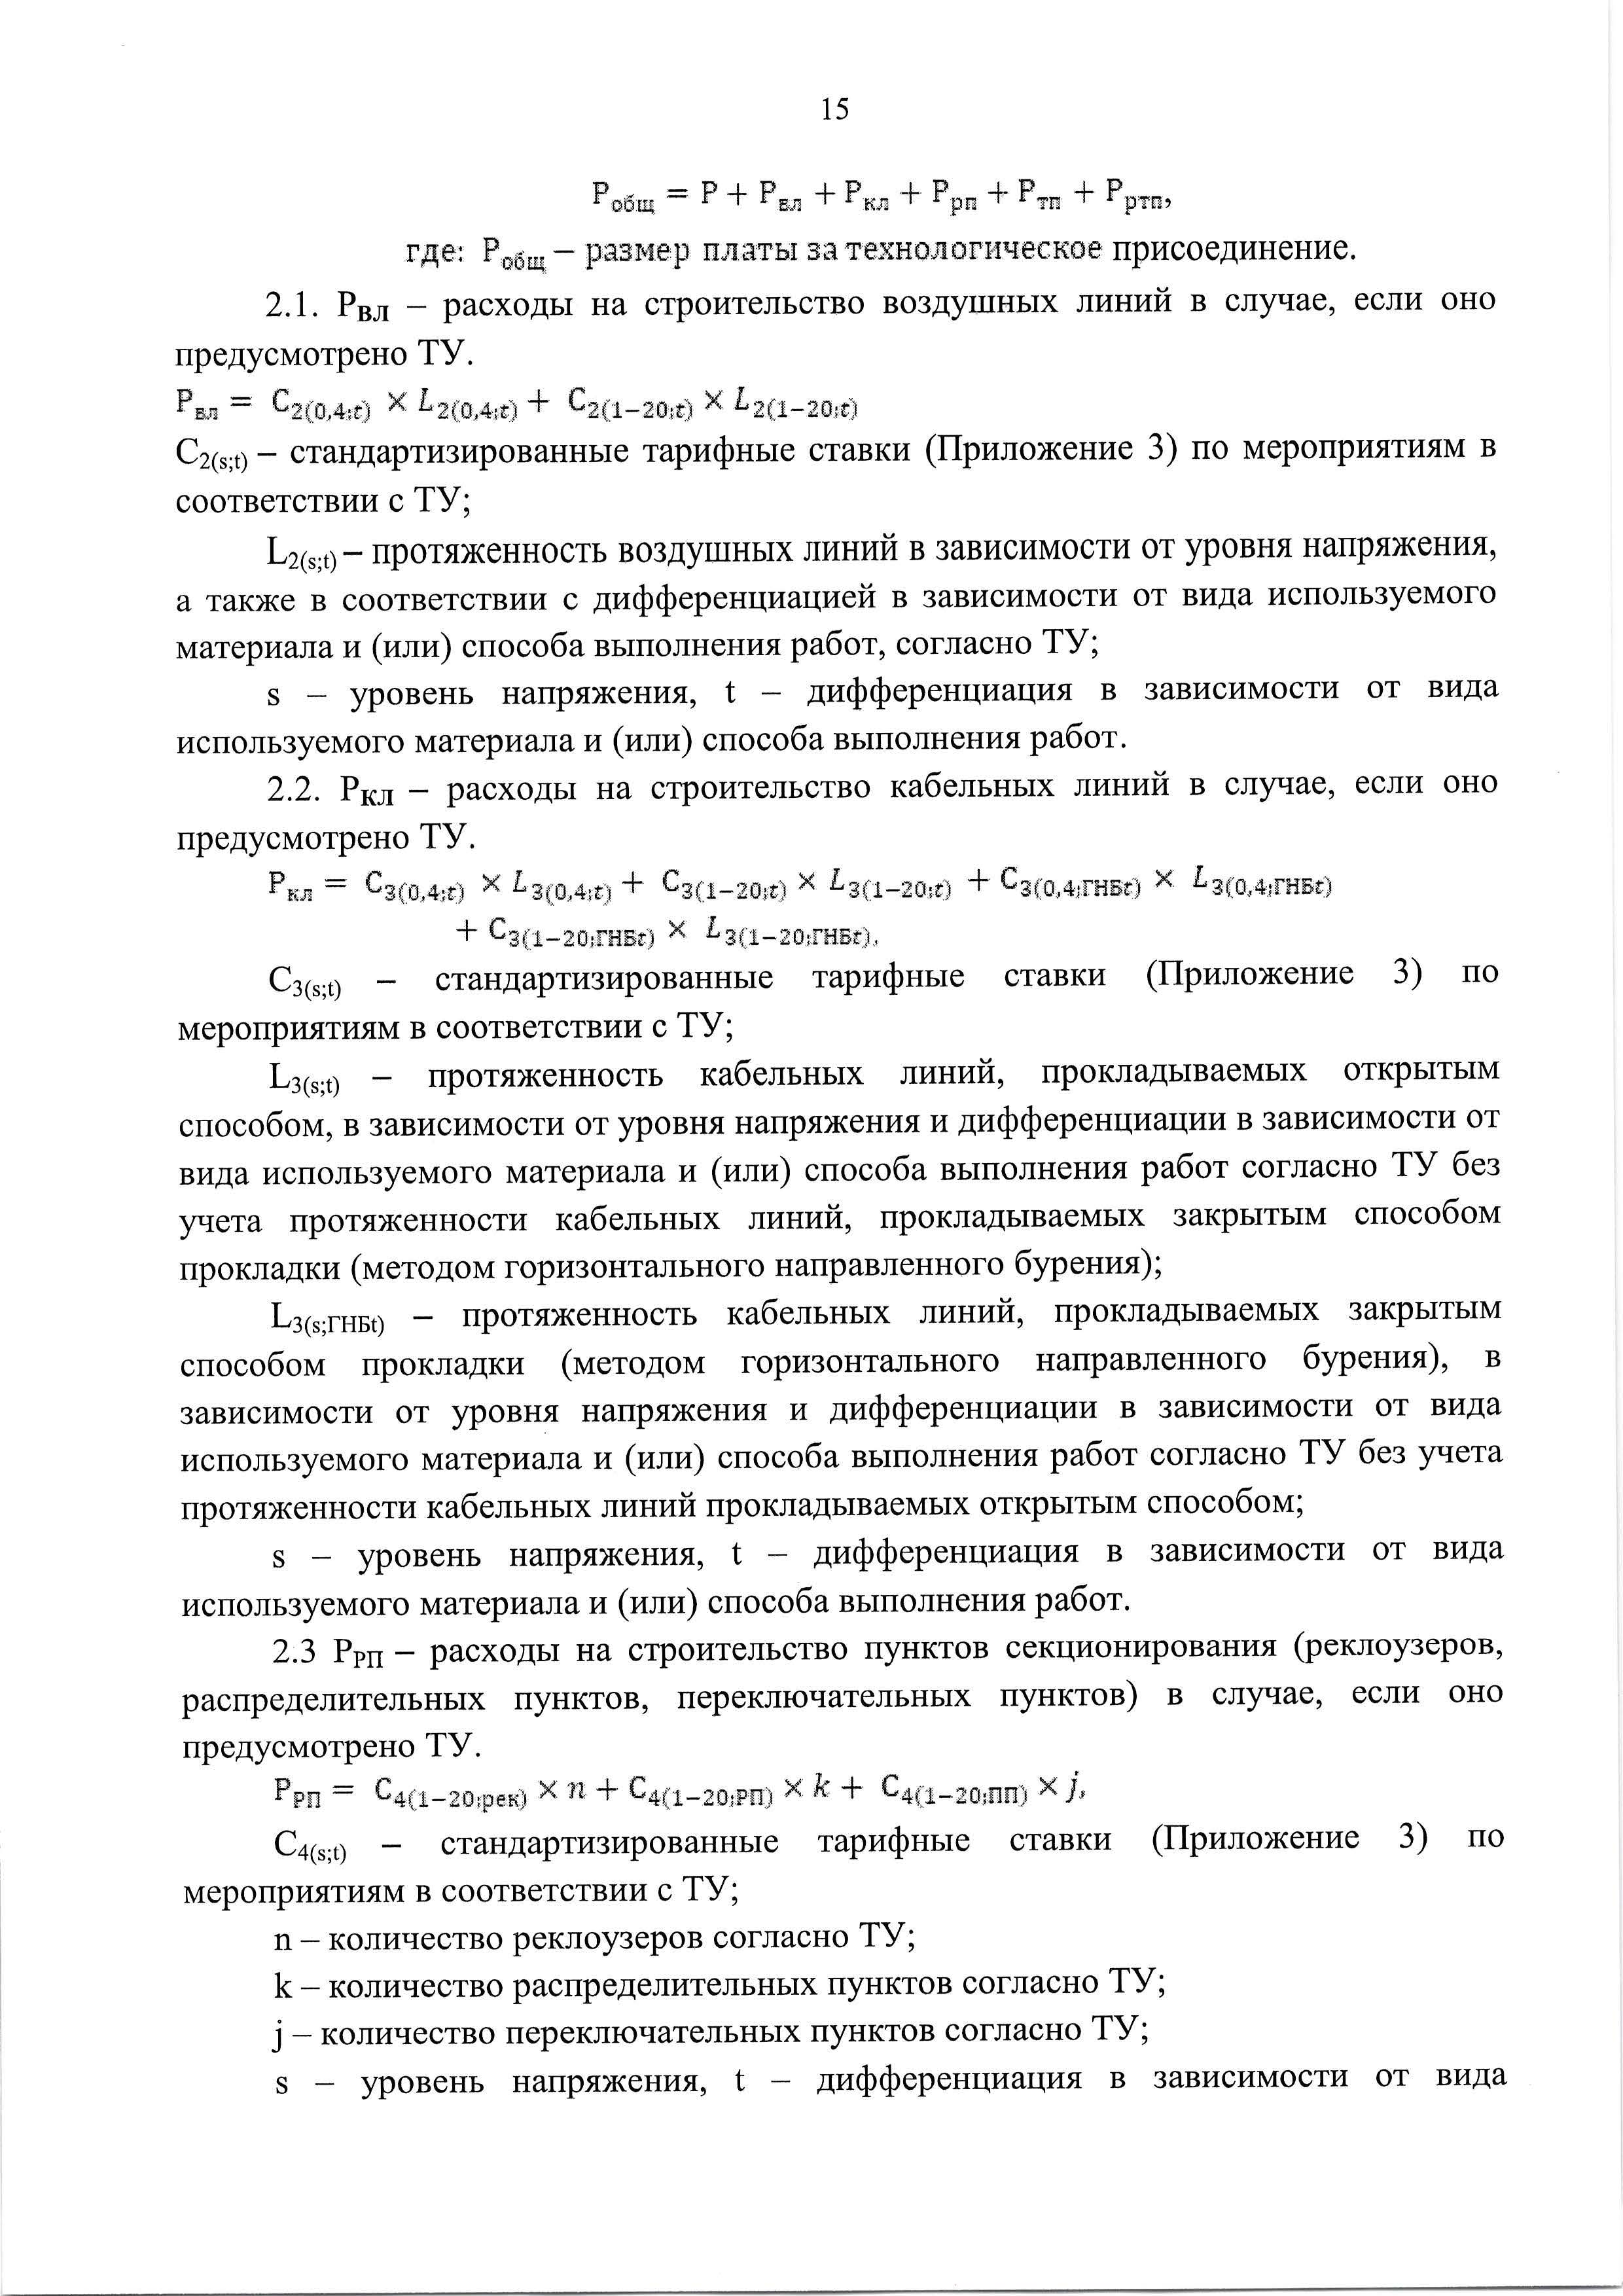 15
Pобщ = P + Pвл + Pкл + Pрп + Pтп + Pртп,
где: Pобщ – размер платы за технологическое присоединение.
2.1. PВЛ – расходы на строительство воздушных линий в случае, если оно
предусмотрено ТУ.
Pвл = C2(0,4;t) × L2(0,4;t) + C2(1−20;t) × L2(1−20;t)
C2(s;t) – стандартизированные тарифные ставки (Приложение 3) по мероприятиям в
соответствии с ТУ;
L2(s;t) – протяженность воздушных линий в зависимости от уровня напряжения,
а также в соответствии с дифференциацией в зависимости от вида используемого
материала и (или) способа выполнения работ, согласно ТУ;
s – уровень напряжения, t – дифференциация в зависимости от вида
используемого материала и (или) способа выполнения работ.
2.2. PКЛ – расходы на строительство кабельных линий в случае, если оно
предусмотрено ТУ.
Pкл = C3(0,4;t) × L3(0,4;t) + C3(1−20;t) × L3(1−20;t) + C3(0,4;ГНБt) × L3(0,4;ГНБt)
+ C3(1−20;ГНБt) × L3(1−20;ГНБt),
C3(s;t) – стандартизированные тарифные ставки (Приложение 3) по
мероприятиям в соответствии с ТУ;
L3(s;t) – протяженность кабельных линий, прокладываемых открытым
способом, в зависимости от уровня напряжения и дифференциации в зависимости от
вида используемого материала и (или) способа выполнения работ согласно ТУ без
учета протяженности кабельных линий, прокладываемых закрытым способом
прокладки (методом горизонтального направленного бурения);
L3(s;ГНБt) – протяженность кабельных линий, прокладываемых закрытым
способом прокладки (методом горизонтального направленного бурения), в
зависимости от уровня напряжения и дифференциации в зависимости от вида
используемого материала и (или) способа выполнения работ согласно ТУ без учета
протяженности кабельных линий прокладываемых открытым способом;
s – уровень напряжения, t – дифференциация в зависимости от вида
используемого материала и (или) способа выполнения работ.
2.3 PРП – расходы на строительство пунктов секционирования (реклоузеров,
распределительных пунктов, переключательных пунктов) в случае, если оно
предусмотрено ТУ.
PРП = C4(1−20;рек) × n + C4(1−20;РП) × k + C4(1−20;ПП) × j,
C4(s;t) – стандартизированные тарифные ставки (Приложение 3) по
мероприятиям в соответствии с ТУ;
n – количество реклоузеров согласно ТУ;
k – количество распределительных пунктов согласно ТУ;
j – количество переключательных пунктов согласно ТУ;
s – уровень напряжения, t – дифференциация в зависимости от вида